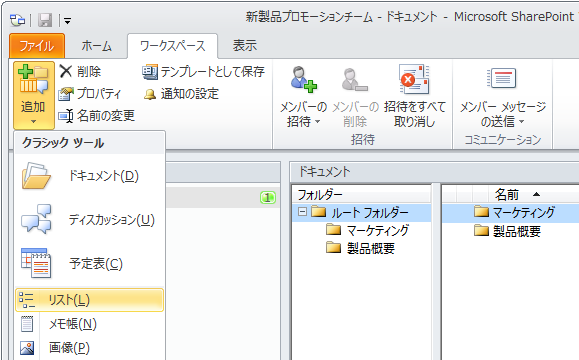 新製品プロモーションチーム - ドキュメント - Microsoft SharePoint
ファイル ホーム ワークスペース 表示
追加
削除
プロパティ
名前の変更
テンプレートとして保存
通知の設定
メンバーの
招待
メンバーの
削除
招待をすべて
取り消し
招待
メンバー メッセージ
の送信
コミュニケーション
クラシック ツール
ドキュメント(D)
ディスカッション(U)
予定表(C)
リスト(L)
メモ帳(N)
画像(P)
1
ドキュメント
フォルダー
ルート フォルダー
マーケティング
製品概要
名前
マーケティング
製品概要